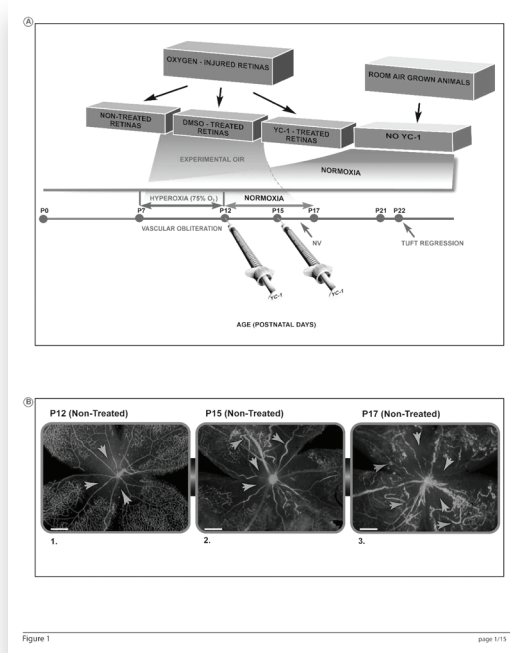 A
OXYGEN - INJURED RETINAS
ROOM AIR GROWN ANIMALS
NON-TREATED
RETINAS
DMSO - TREATED
RETINAS
YC-1 - TREATED
RETINAS
NO YC-1
EXPERIMENTAL OIR
NORMOXIA
HYPEROXIA (75% O₂)
NORMOXIA
P0
P7
P12
P15
P17
P21
P22
VASCULAR OBLITERATION
NV
TUFT REGRESSION
YC-1
YC-1
AGE (POSTNATAL DAYS)
B
P12 (Non-Treated)
P15 (Non-Treated)
P17 (Non-Treated)
1.
2.
3.
Figure 1
page 1/15